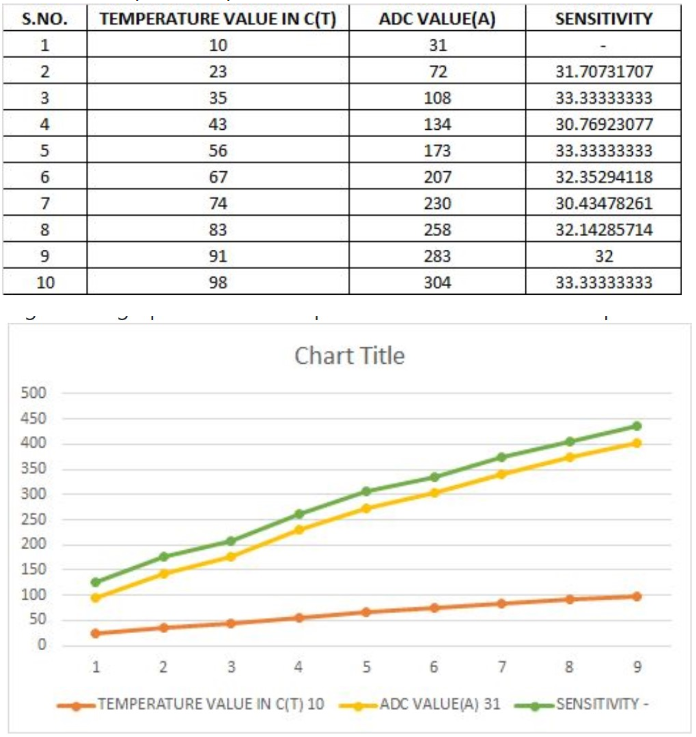 S.NO. TEMPERATURE VALUE IN C(T) ADC VALUE(A) SENSITIVITY
1 10 31 -
2 23 72 31.70731707
3 35 108 33.33333333
4 43 134 30.76923077
5 56 173 33.33333333
6 67 207 32.35294118
7 74 230 30.43478261
8 83 258 32.14285714
9 91 283 32
10 98 304 33.33333333
Chart Title
500
450
400
350
300
250
200
150
100
50
0
1 2 3 4 5 6 7 8 9
TEMPERATURE VALUE IN C(T) 10 ADC VALUE(A) 31 SENSITIVITY -